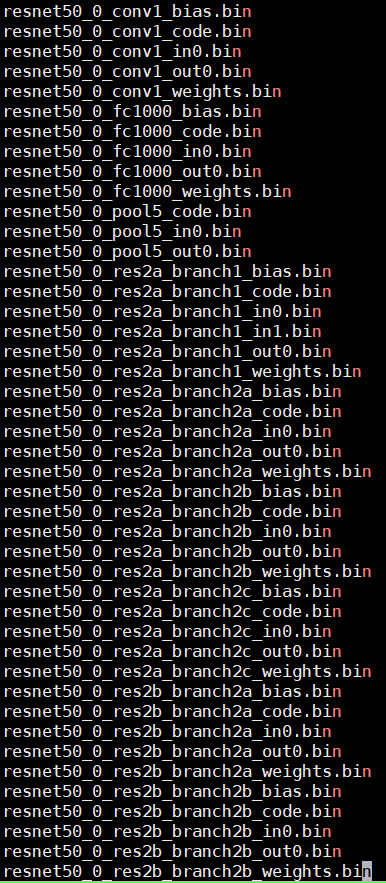 resnet50_0_conv1_bias.bin
resnet50_0_conv1_code.bin
resnet50_0_conv1_in0.bin
resnet50_0_conv1_out0.bin
resnet50_0_conv1_weights.bin
resnet50_0_fc1000_bias.bin
resnet50_0_fc1000_code.bin
resnet50_0_fc1000_in0.bin
resnet50_0_fc1000_out0.bin
resnet50_0_fc1000_weights.bin
resnet50_0_pool5_code.bin
resnet50_0_pool5_in0.bin
resnet50_0_pool5_out0.bin
resnet50_0_res2a_branch1_bias.bin
resnet50_0_res2a_branch1_code.bin
resnet50_0_res2a_branch1_in0.bin
resnet50_0_res2a_branch1_in1.bin
resnet50_0_res2a_branch1_out0.bin
resnet50_0_res2a_branch1_weights.bin
resnet50_0_res2a_branch2a_bias.bin
resnet50_0_res2a_branch2a_code.bin
resnet50_0_res2a_branch2a_in0.bin
resnet50_0_res2a_branch2a_out0.bin
resnet50_0_res2a_branch2a_weights.bin
resnet50_0_res2a_branch2b_bias.bin
resnet50_0_res2a_branch2b_code.bin
resnet50_0_res2a_branch2b_in0.bin
resnet50_0_res2a_branch2b_out0.bin
resnet50_0_res2a_branch2b_weights.bin
resnet50_0_res2a_branch2c_bias.bin
resnet50_0_res2a_branch2c_code.bin
resnet50_0_res2a_branch2c_in0.bin
resnet50_0_res2a_branch2c_out0.bin
resnet50_0_res2a_branch2c_weights.bin
resnet50_0_res2b_branch2a_bias.bin
resnet50_0_res2b_branch2a_code.bin
resnet50_0_res2b_branch2a_in0.bin
resnet50_0_res2b_branch2a_out0.bin
resnet50_0_res2b_branch2a_weights.bin
resnet50_0_res2b_branch2b_bias.bin
resnet50_0_res2b_branch2b_code.bin
resnet50_0_res2b_branch2b_in0.bin
resnet50_0_res2b_branch2b_out0.bin
resnet50_0_res2b_branch2b_weights.bin